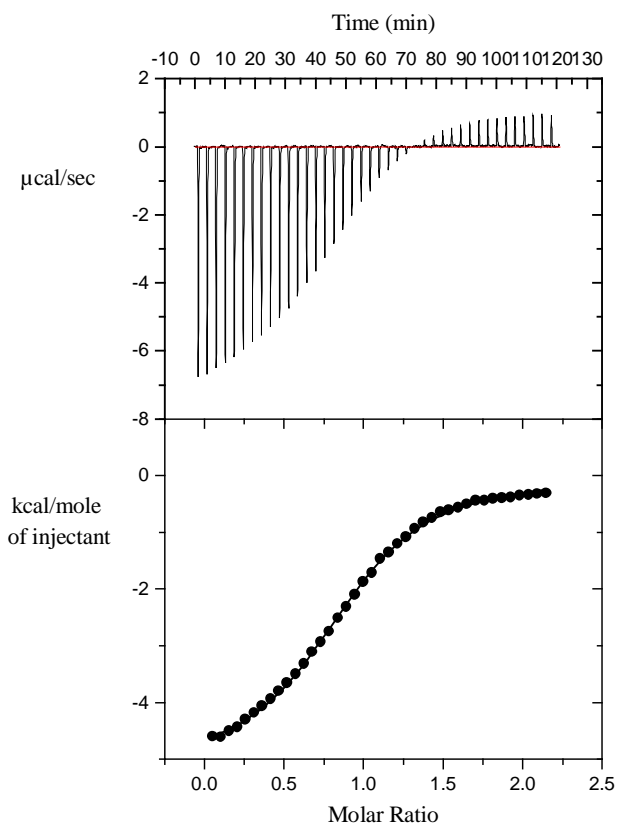 Time (min)
-10 0 10 20 30 40 50 60 70 80 90 100 110 120 130
2
0
-2
-4
-6
-8
µcal/sec
0
-2
-4
kcal/mole
of injectant
0.0 0.5 1.0 1.5 2.0 2.5
Molar Ratio